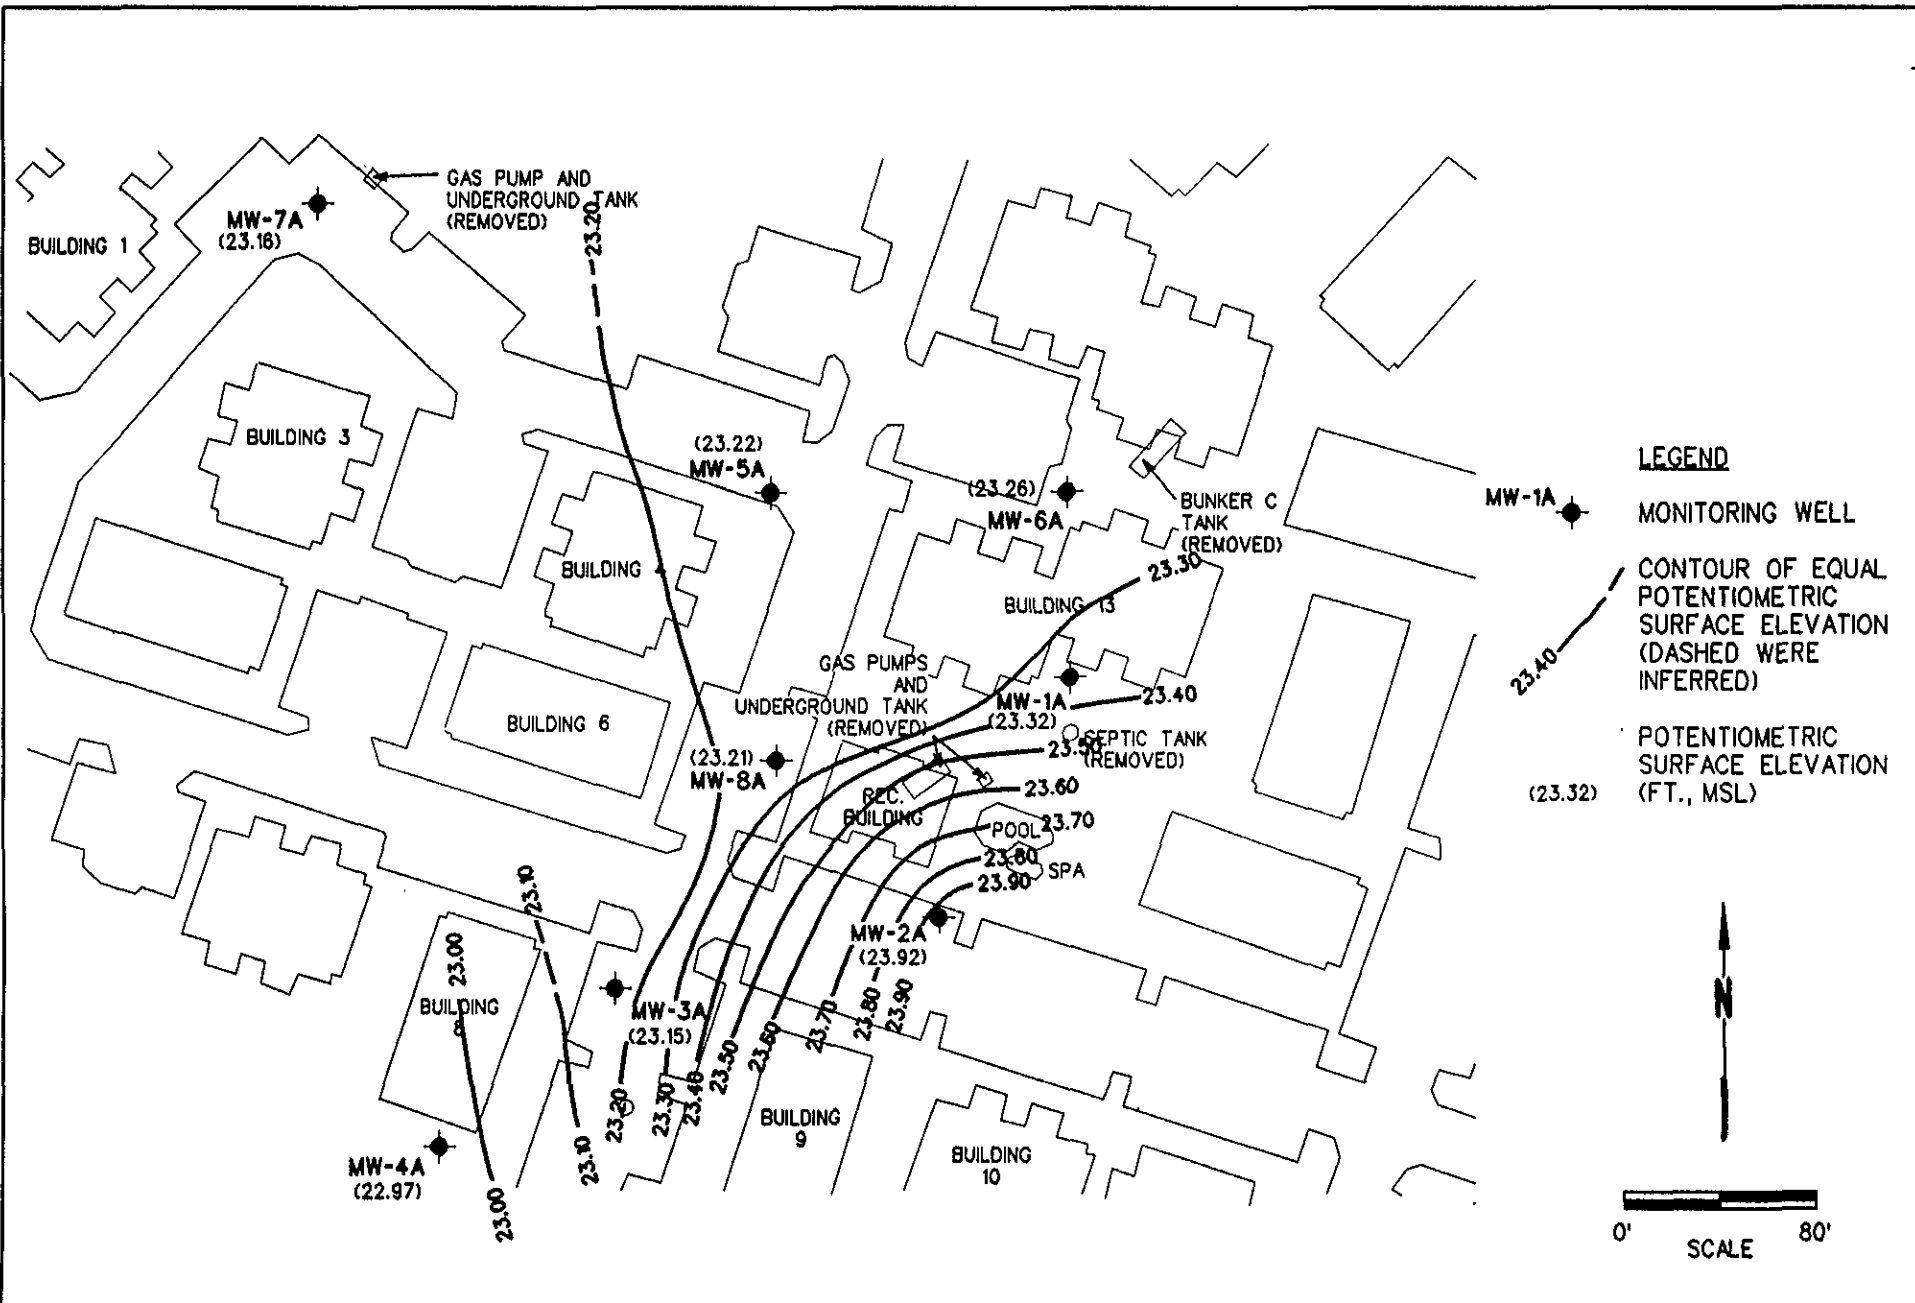 GAS PUMP AND
UNDERGROUND TANK
(REMOVED)
MW-7A
(23.16)
BUILDING 1
23.20
BUILDING 3
(23.22)
MW-5A
(23.26)
MW-6A
BUNKER C
TANK
(REMOVED)
23.30
BUILDING 4
BUILDING 13
GAS PUMPS
AND
UNDERGROUND TANK
(REMOVED)
MW-1A
(23.32)
23.40
SEPTIC TANK
(REMOVED)
23.50
BUILDING 6
(23.21)
MW-8A
REC.
BUILDING
23.60
POOL
23.70
23.80
SPA
23.90
23.10
23.00
MW-2A
(23.92)
BUILDING
8
MW-3A
(23.15)
23.20
23.30
23.40
23.50
23.60
23.70
23.80
23.90
BUILDING
9
BUILDING
10
MW-4A
(22.97)
23.00
23.10
LEGEND
MW-1A
MONITORING WELL
23.40
CONTOUR OF EQUAL
POTENTIOMETRIC
SURFACE ELEVATION
(DASHED WERE
INFERRED)
(23.32)
POTENTIOMETRIC
SURFACE ELEVATION
(FT., MSL)
N
0'
80'
SCALE